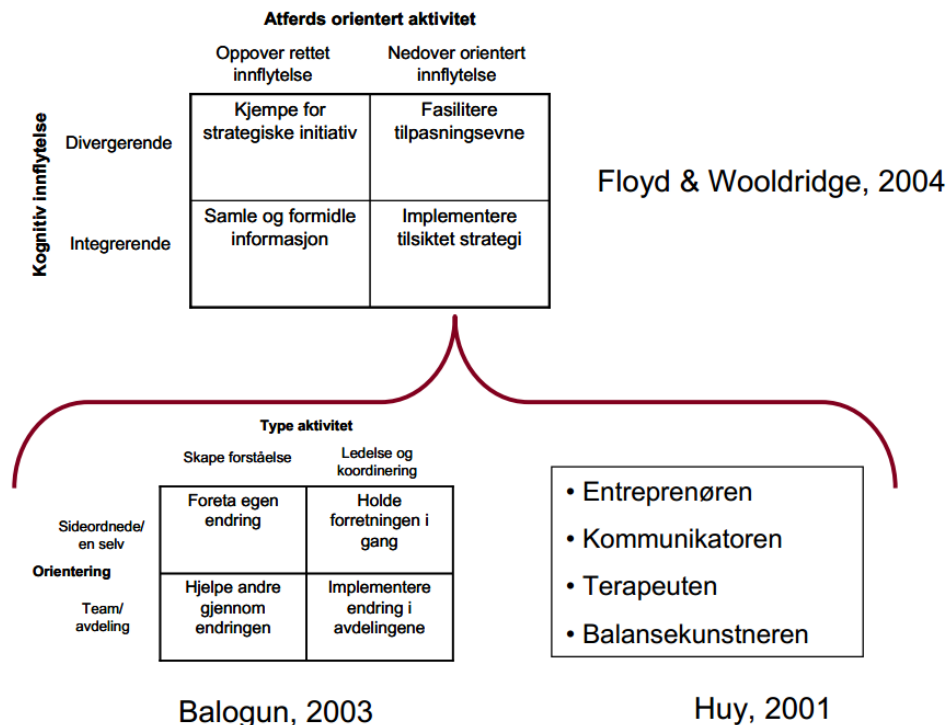 Atferds orientert aktivitet
Oppover rettet
innflytelse
Nedover orientert
innflytelse
Kognitiv innflytelse
Divergerende
Kjempe for
strategiske initiativ
Fasilitere
tilpasningsevne
Integrerende
Samle og formidle
informasjon
Implementere
tilsiktet strategi
Floyd & Wooldridge, 2004
Type aktivitet
Skape forståelse
Ledelse og
koordinering
Orientering
Sideordnede/
en selv
Foreta egen
endring
Holde
forretningen i
gang
Team/
avdeling
Hjelpe andre
gjennom
endringen
Implementere
endring i
avdelingene
Balogun, 2003
• Entreprenøren
• Kommunikatoren
• Terapeuten
• Balansekunstneren
Huy, 2001